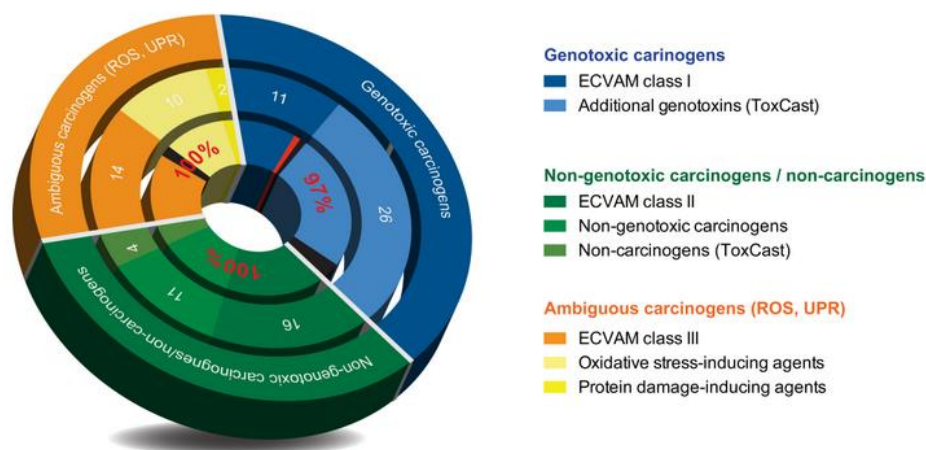 Ambiguous carcinogens (ROS, UPR)
Genotoxic carcinogens
Non-genotoxic carcinognes/non-carcinogens
11
26
16
11
4
14
10
2
97%
100%
100%
Genotoxic carinogens
ECVAM class I
Additional genotoxins (ToxCast)
Non-genotoxic carcinogens / non-carcinogens
ECVAM class II
Non-genotoxic carcinogens
Non-carcinogens (ToxCast)
Ambiguous carcinogens (ROS, UPR)
ECVAM class III
Oxidative stress-inducing agents
Protein damage-inducing agents